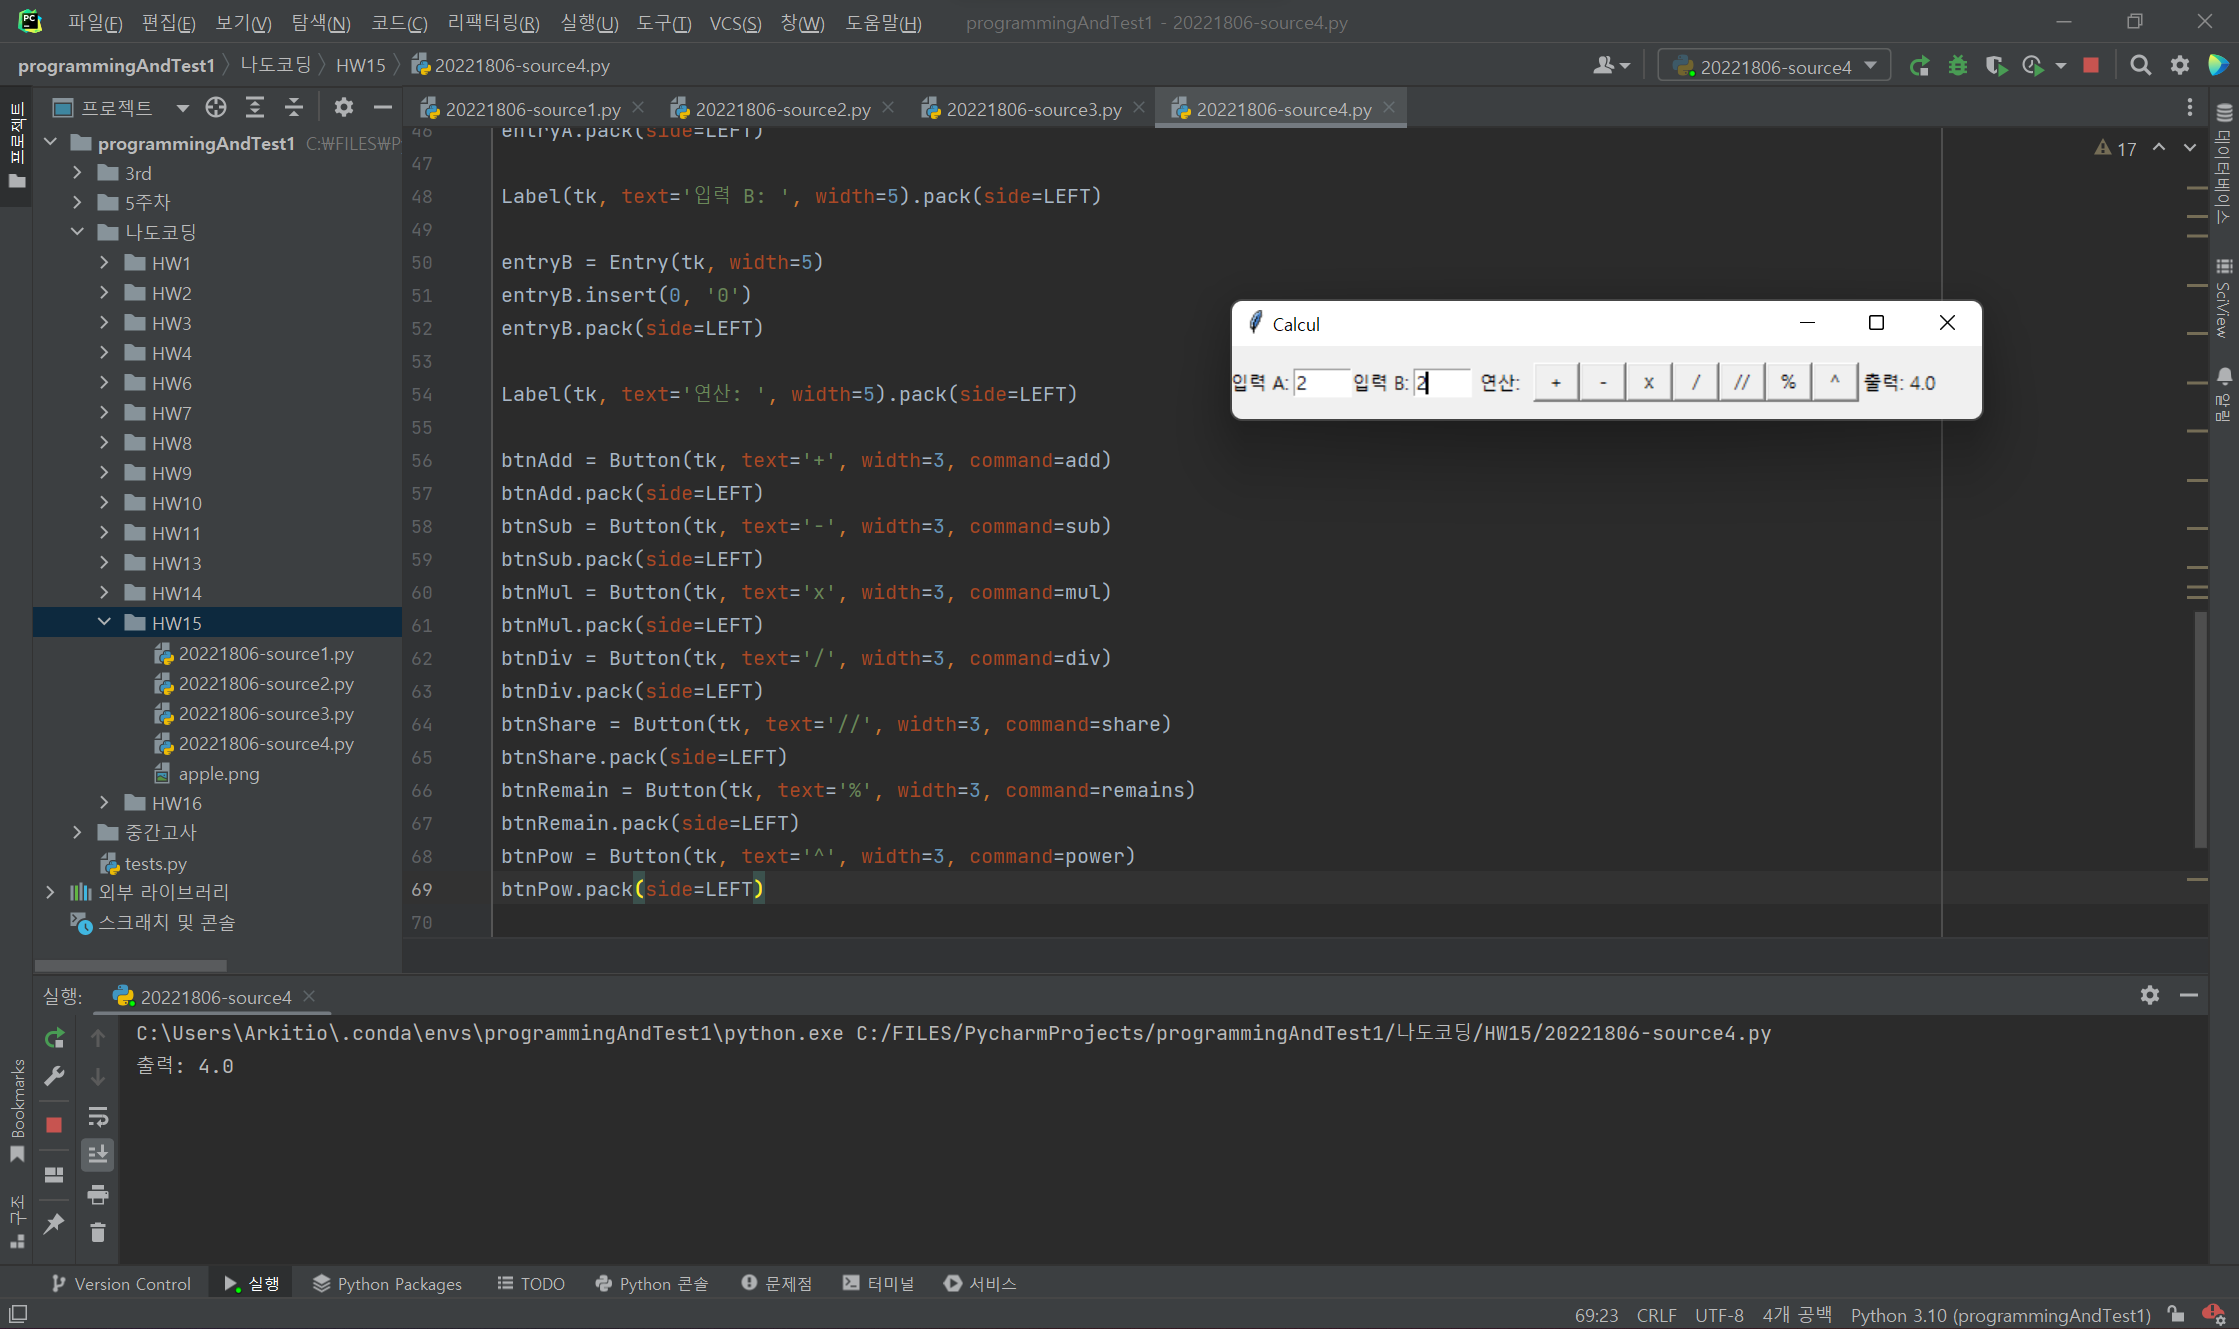 파일(F) 편집(E) 보기(V) 탐색(N) 코드(C) 리팩터링(R) 실행(U) 도구(T) VCS(S) 창(W) 도움말(H) programmingAndTest1 - 20221806-source4.py
programmingAndTest1 나도코딩 HW15 20221806-source4.py
20221806-source4
프로젝트
20221806-source1.py 20221806-source2.py 20221806-source3.py 20221806-source4.py
프로젝트
programmingAndTest1 C:₩FILES₩P
3rd
5주차
나도코딩
HW1
HW2
HW3
HW4
HW6
HW7
HW8
HW9
HW10
HW11
HW13
HW14
HW15
20221806-source1.py
20221806-source2.py
20221806-source3.py
20221806-source4.py
apple.png
HW16
중간고사
tests.py
외부 라이브러리
스크래치 및 콘솔
46 entryA.pack(side=LEFT)
47
48 Label(tk, text='입력 B: ', width=5).pack(side=LEFT)
49
50 entryB = Entry(tk, width=5)
51 entryB.insert(0, '0')
52 entryB.pack(side=LEFT)
53
54 Label(tk, text='연산: ', width=5).pack(side=LEFT)
55
56 btnAdd = Button(tk, text='+', width=3, command=add)
57 btnAdd.pack(side=LEFT)
58 btnSub = Button(tk, text='-', width=3, command=sub)
59 btnSub.pack(side=LEFT)
60 btnMul = Button(tk, text='x', width=3, command=mul)
61 btnMul.pack(side=LEFT)
62 btnDiv = Button(tk, text='/', width=3, command=div)
63 btnDiv.pack(side=LEFT)
64 btnShare = Button(tk, text='//', width=3, command=share)
65 btnShare.pack(side=LEFT)
66 btnRemain = Button(tk, text='%', width=3, command=remains)
67 btnRemain.pack(side=LEFT)
68 btnPow = Button(tk, text='^', width=3, command=power)
69 btnPow.pack(side=LEFT)
70
17
Calcul
입력 A: 2 입력 B: 2 연산: + - x / // % ^ 출력: 4.0
데이터베이스
SciView
알림
실행: 20221806-source4
C:\Users\Arkitio\.conda\envs\programmingAndTest1\python.exe C:/FILES/PycharmProjects/programmingAndTest1/나도코딩/HW15/20221806-source4.py
출력: 4.0
Bookmarks
구조
Version Control 실행 Python Packages TODO Python 콘솔 문제점 터미널 서비스
69:23 CRLF UTF-8 4개 공백 Python 3.10 (programmingAndTest1)